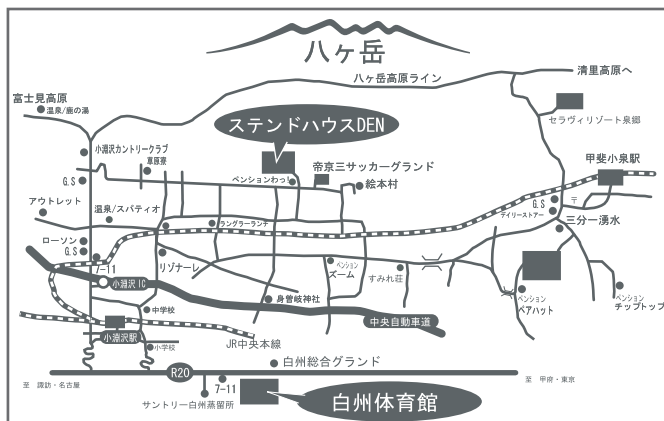 八ヶ岳
清里高原へ
八ヶ岳高原ライン
富士見高原
温泉/鹿の湯
セラヴィリゾート泉郷
ステンドハウスDEN
小淵沢カントリークラブ
草原寮
甲斐小泉駅
帝京三サッカーグランド
G.S
ペンションわっ!
絵本村
アウトレット
温泉/スパティオ
ラングラーランチ
G.S
〒
デイリーストアー
三分一湧水
ローソン
G.S
7-11
リゾナーレ
ペンション
ズーム
すみれ荘
小淵沢 IC
身曽岐神社
ペンション
ベアハット
ペンション
チップトップ
中学校
中央自動車道
小淵沢駅
小学校
JR中央本線
白州総合グランド
R20
至 諏訪・名古屋
7-11
至 甲府・東京
サントリー白州蒸留所
白州体育館